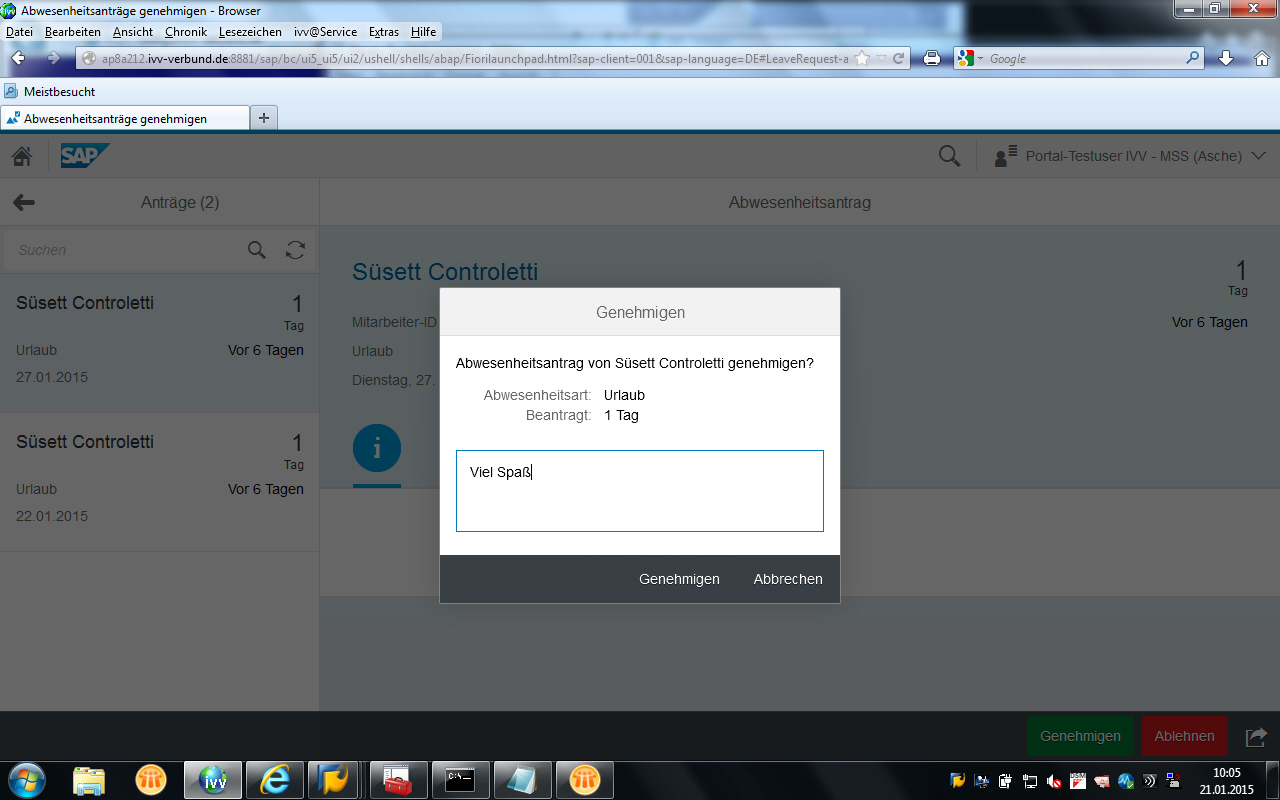 Abwesenheitsanträge genehmigen - Browser
Datei Bearbeiten Ansicht Chronik Lesezeichen ivv@Service Extras Hilfe
ap8a212.ivv-verbund.de:8881/sap/bc/ui5_ui5/ui2/ushell/shells/abap/Fiorilaunchpad.html?sap-client=001&sap-language=DE#LeaveRequest-a
Google
Meistbesucht
Abwesenheitsanträge genehmigen
SAP
Portal-Testuser IVV - MSS (Asche)
Anträge (2)
Abwesenheitsantrag
Suchen
Süsett Controletti
1
Tag
Urlaub
Vor 6 Tagen
27.01.2015
Süsett Controletti
1
Tag
Urlaub
Vor 6 Tagen
22.01.2015
Süsett Controletti
1
Tag
Mitarbeiter-ID
Vor 6 Tagen
Urlaub
Dienstag, 27.
Genehmigen
Abwesenheitsantrag von Süsett Controletti genehmigen?
Abwesenheitsart: Urlaub
Beantragt: 1 Tag
Viel Spaß
Genehmigen Abbrechen
Genehmigen Ablehnen
ivv
C:\
10:05
21.01.2015